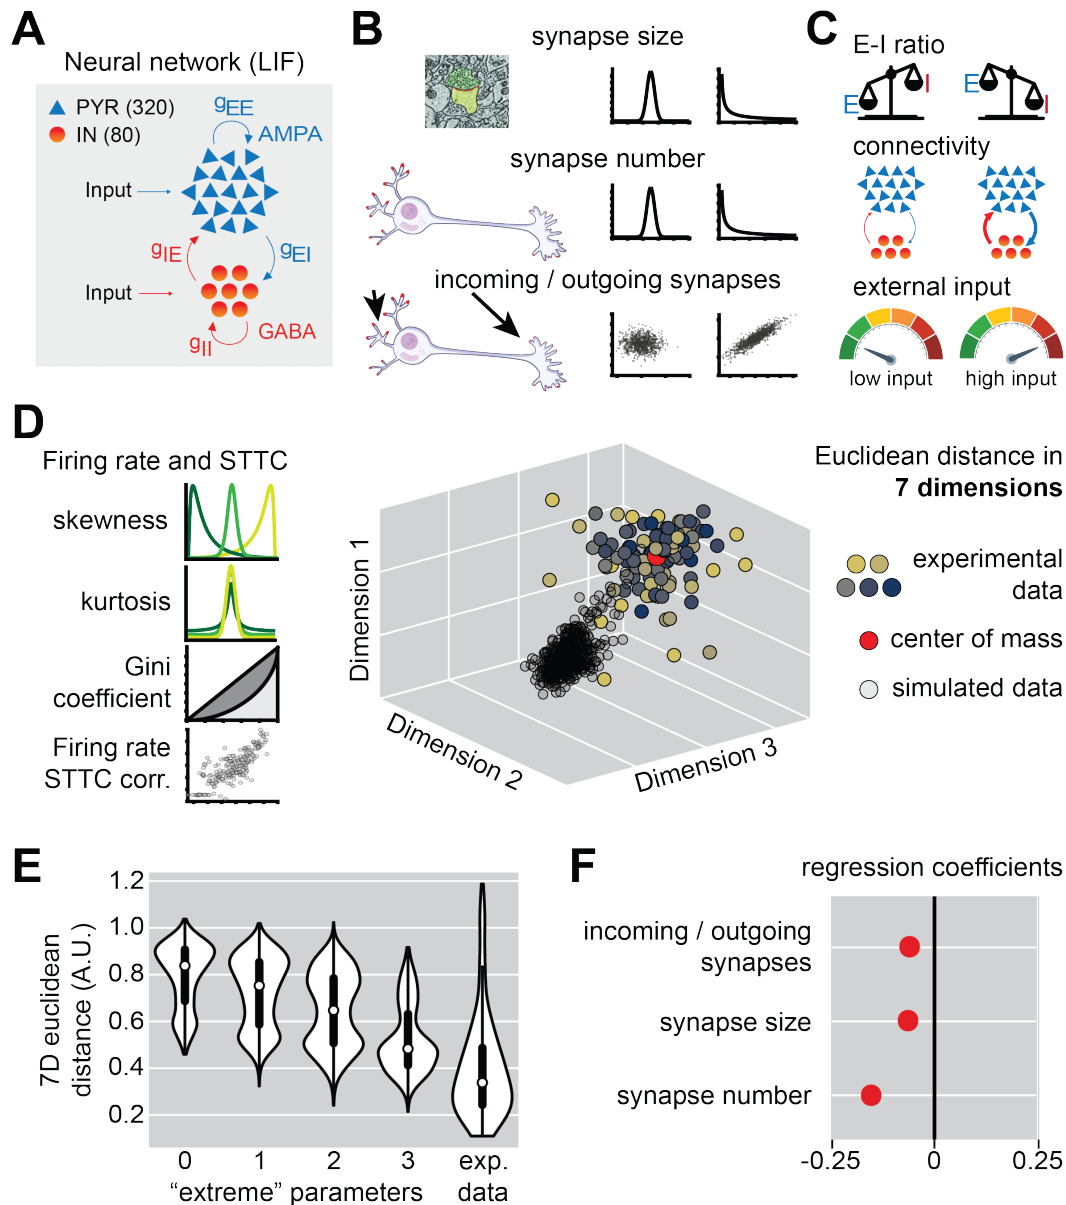 A
Neural network (LIF)
PYR (320)
IN (80)
gEE
AMPA
Input
gIE
gEI
Input
GABA
gII
B
synapse size
synapse number
incoming / outgoing synapses
C
E-I ratio
E
I
E
I
connectivity
external input
low input
high input
D
Firing rate and STTC
skewness
kurtosis
Gini
coefficient
Firing rate
STTC corr.
Dimension 1
Dimension 2
Dimension 3
Euclidean distance in
7 dimensions
experimental
data
center of mass
simulated data
E
7D euclidean
distance (A.U.)
1.2
1.0
0.8
0.6
0.4
0.2
0 1 2 3 exp.
“extreme” parameters data
F
regression coefficients
incoming / outgoing
synapses
synapse size
synapse number
-0.25 0 0.25